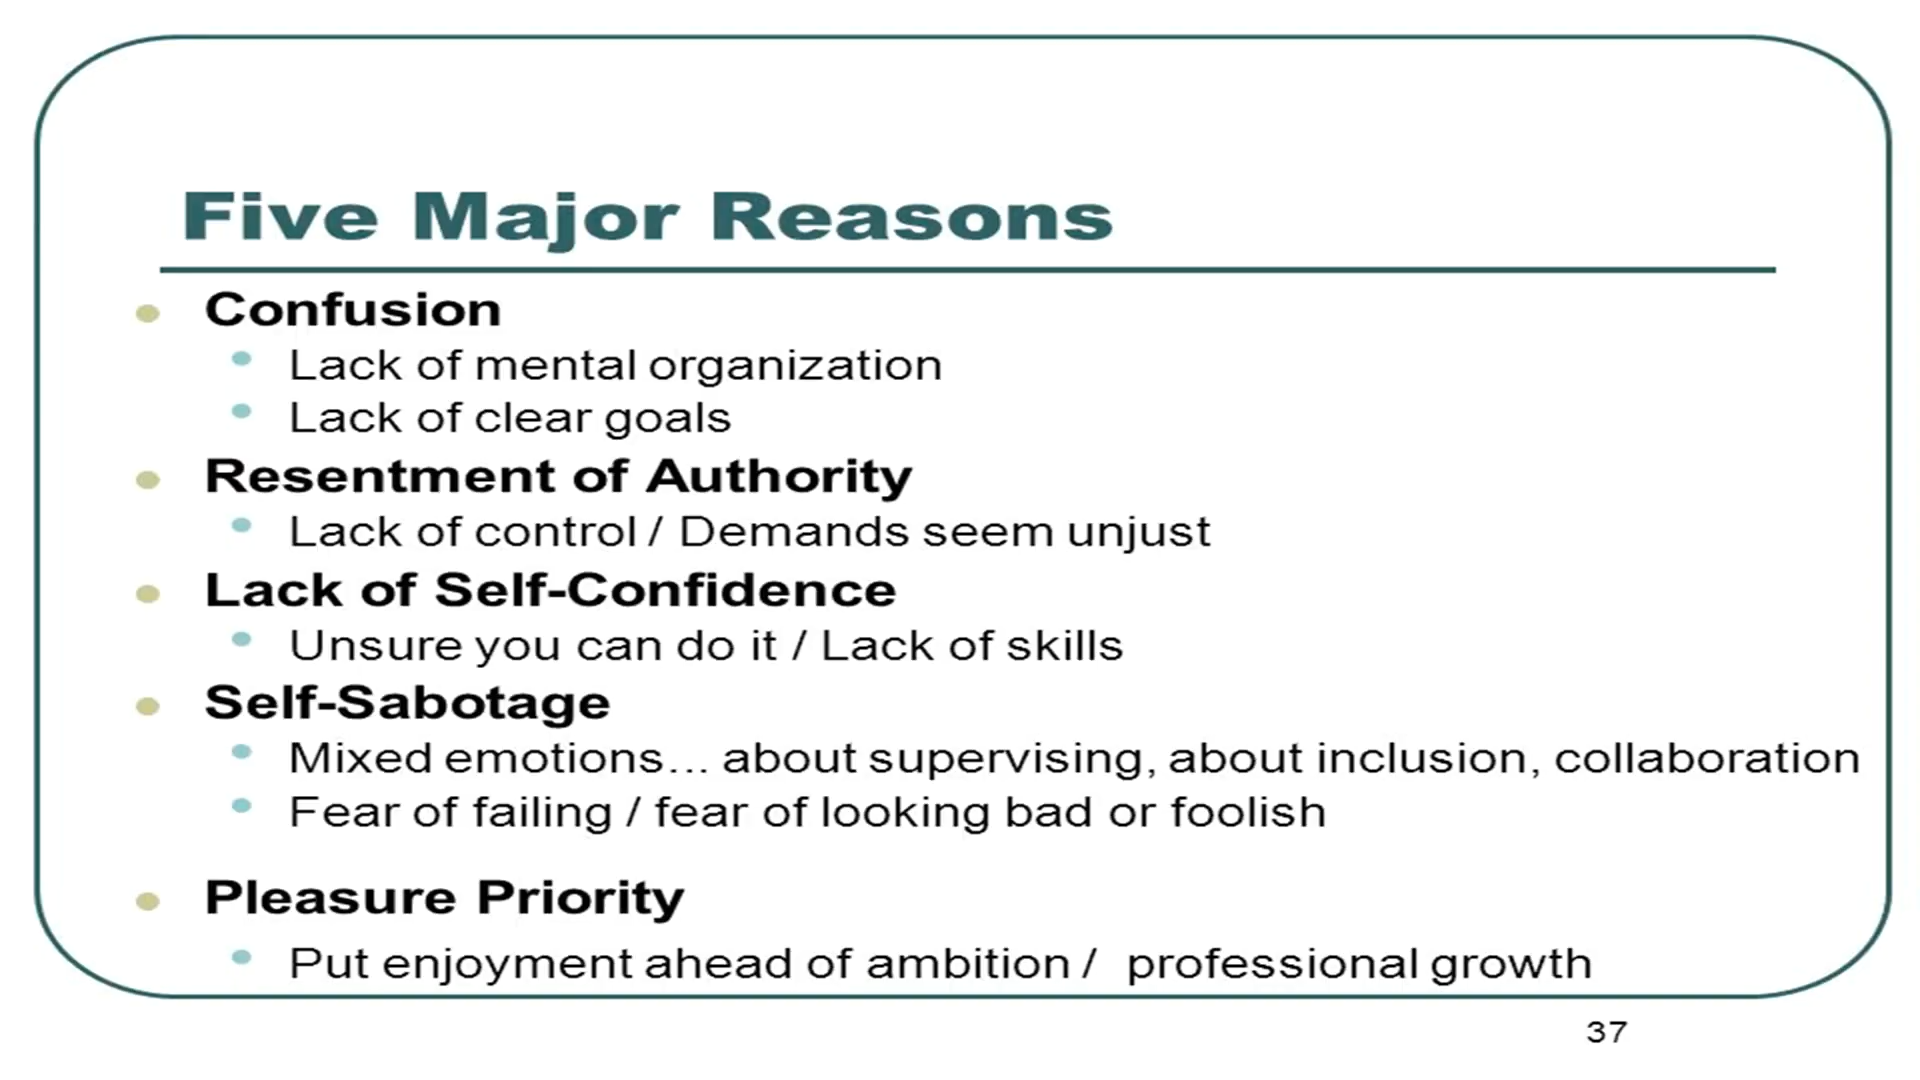 Five Major Reasons
Confusion
Lack of mental organization
Lack of clear goals
Resentment of Authority
Lack of control / Demands seem unjust
Lack of Self-Confidence
Unsure you can do it / Lack of skills
Self-Sabotage
Mixed emotions... about supervising, about inclusion, collaboration
Fear of failing / fear of looking bad or foolish
Pleasure Priority
Put enjoyment ahead of ambition / professional growth
37